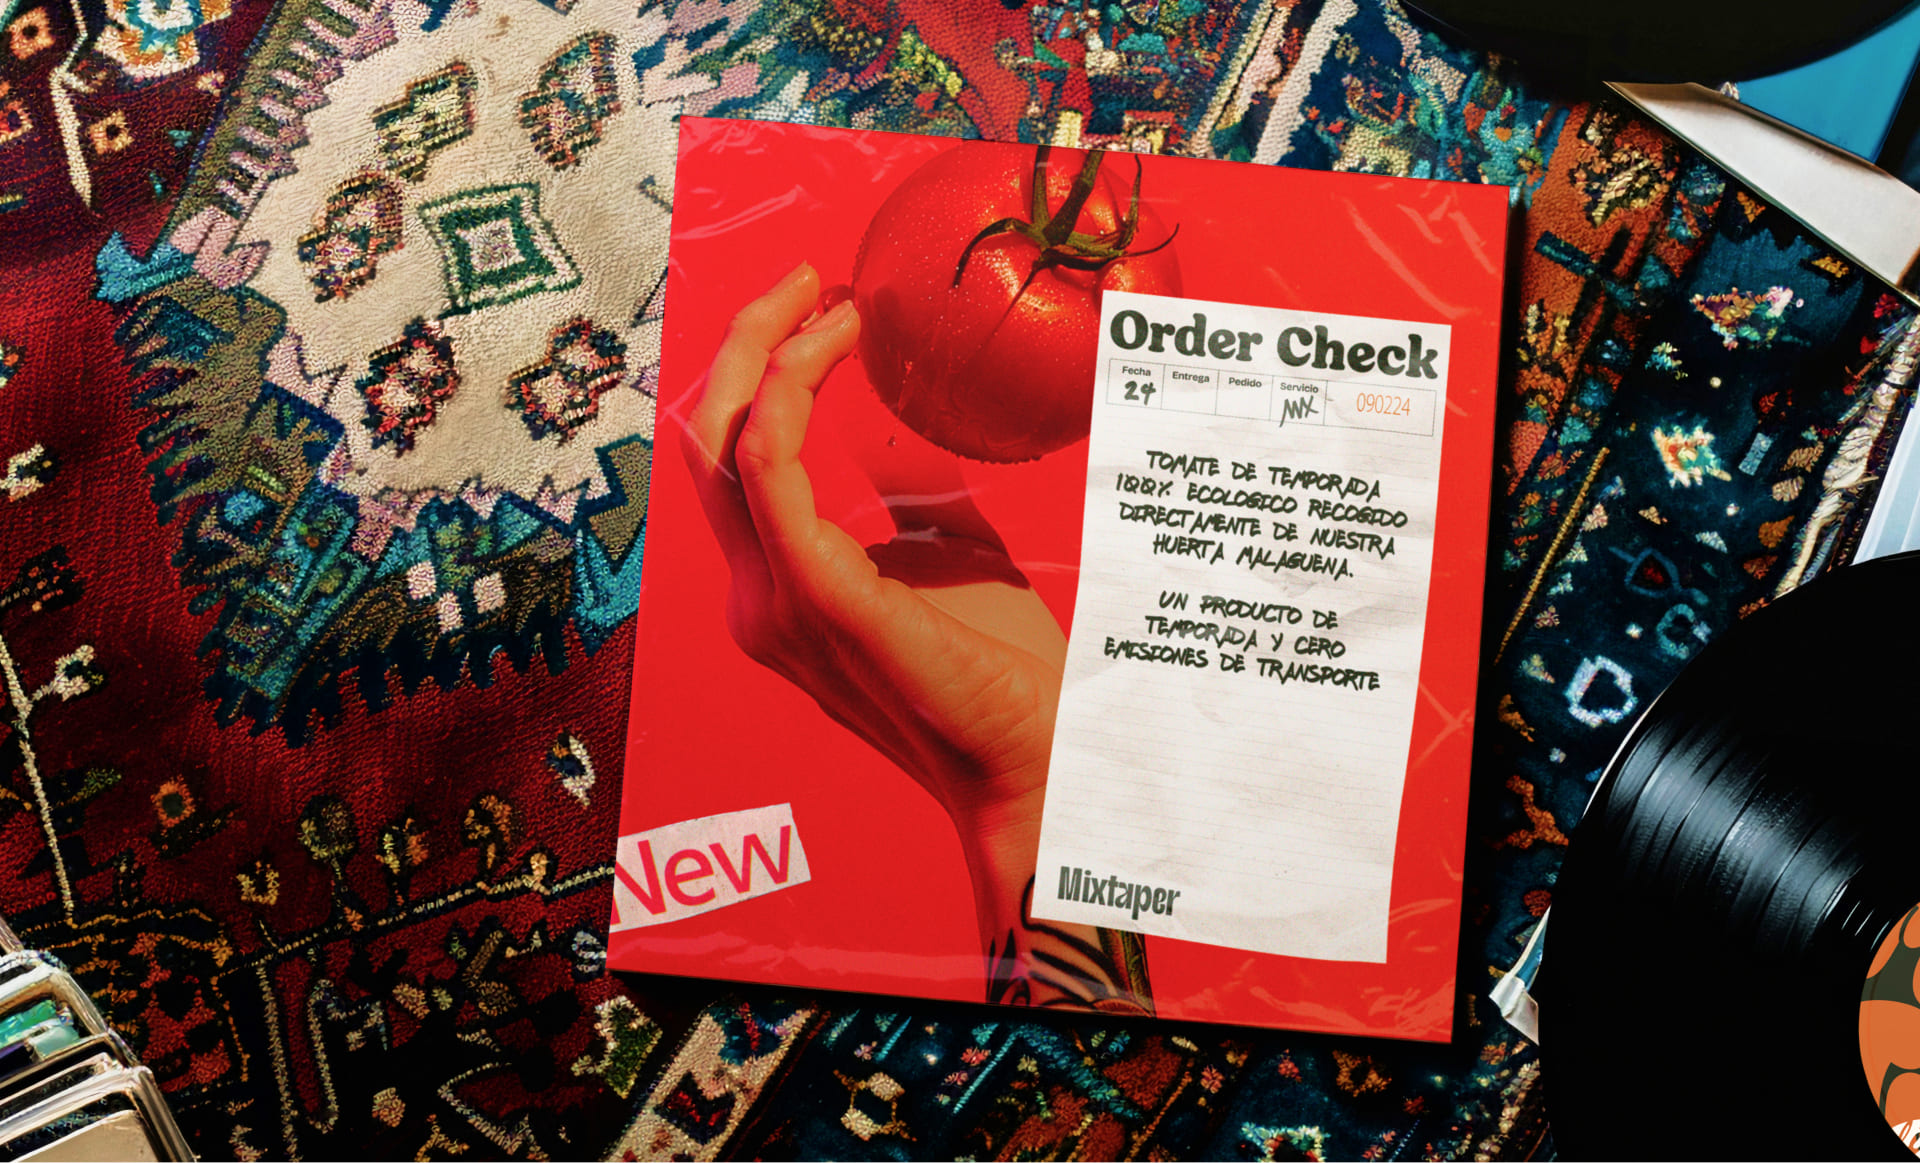 Order Check
Fecha Entrega Pedido Servicio
24 MX 090224
TOMATE DE TEMPORADA
100% ECOLOGICO RECOGIDO
DIRECTAMENTE DE NUESTRA
HUERTA MALAGUENA.
UN PRODUCTO DE
TEMPORADA Y CERO
EMISIONES DE TRANSPORTE
New
Mixtaper